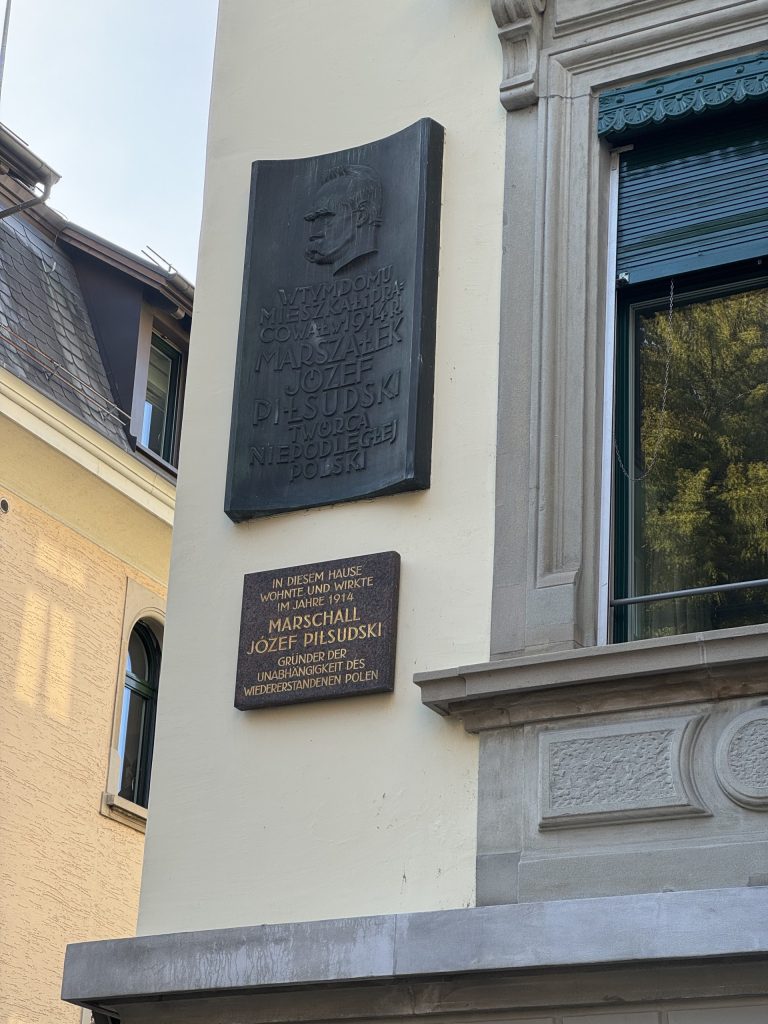 W TYM DOMU
MIESZKAŁ I PRA=
COWAŁ W 1914 R.
MARSZAŁEK
JÓZEF
PIŁSUDSKI
TWÓRCA
NIEPODLEGŁEJ
POLSKI
IN DIESEM HAUSE
WOHNTE UND WIRKTE
IM JAHRE 1914
MARSCHALL
JÓZEF PIŁSUDSKI
GRÜNDER DER
UNABHÄNGIGKEIT DES
WIEDERERSTANDENEN POLEN